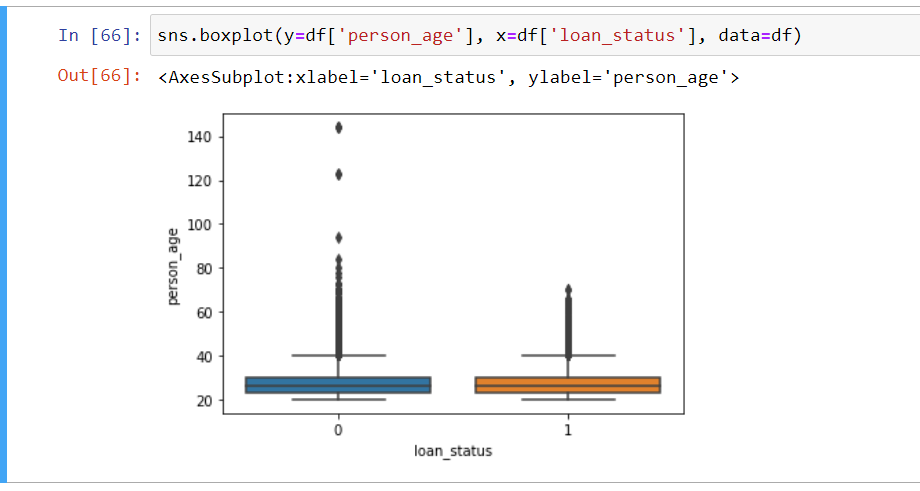 In [66]: sns.boxplot(y=df['person_age'], x=df['loan_status'], data=df)
Out[66]: <AxesSubplot:xlabel='loan_status', ylabel='person_age'>
140
120
100
80
60
40
20
person_age
0 1
loan_status